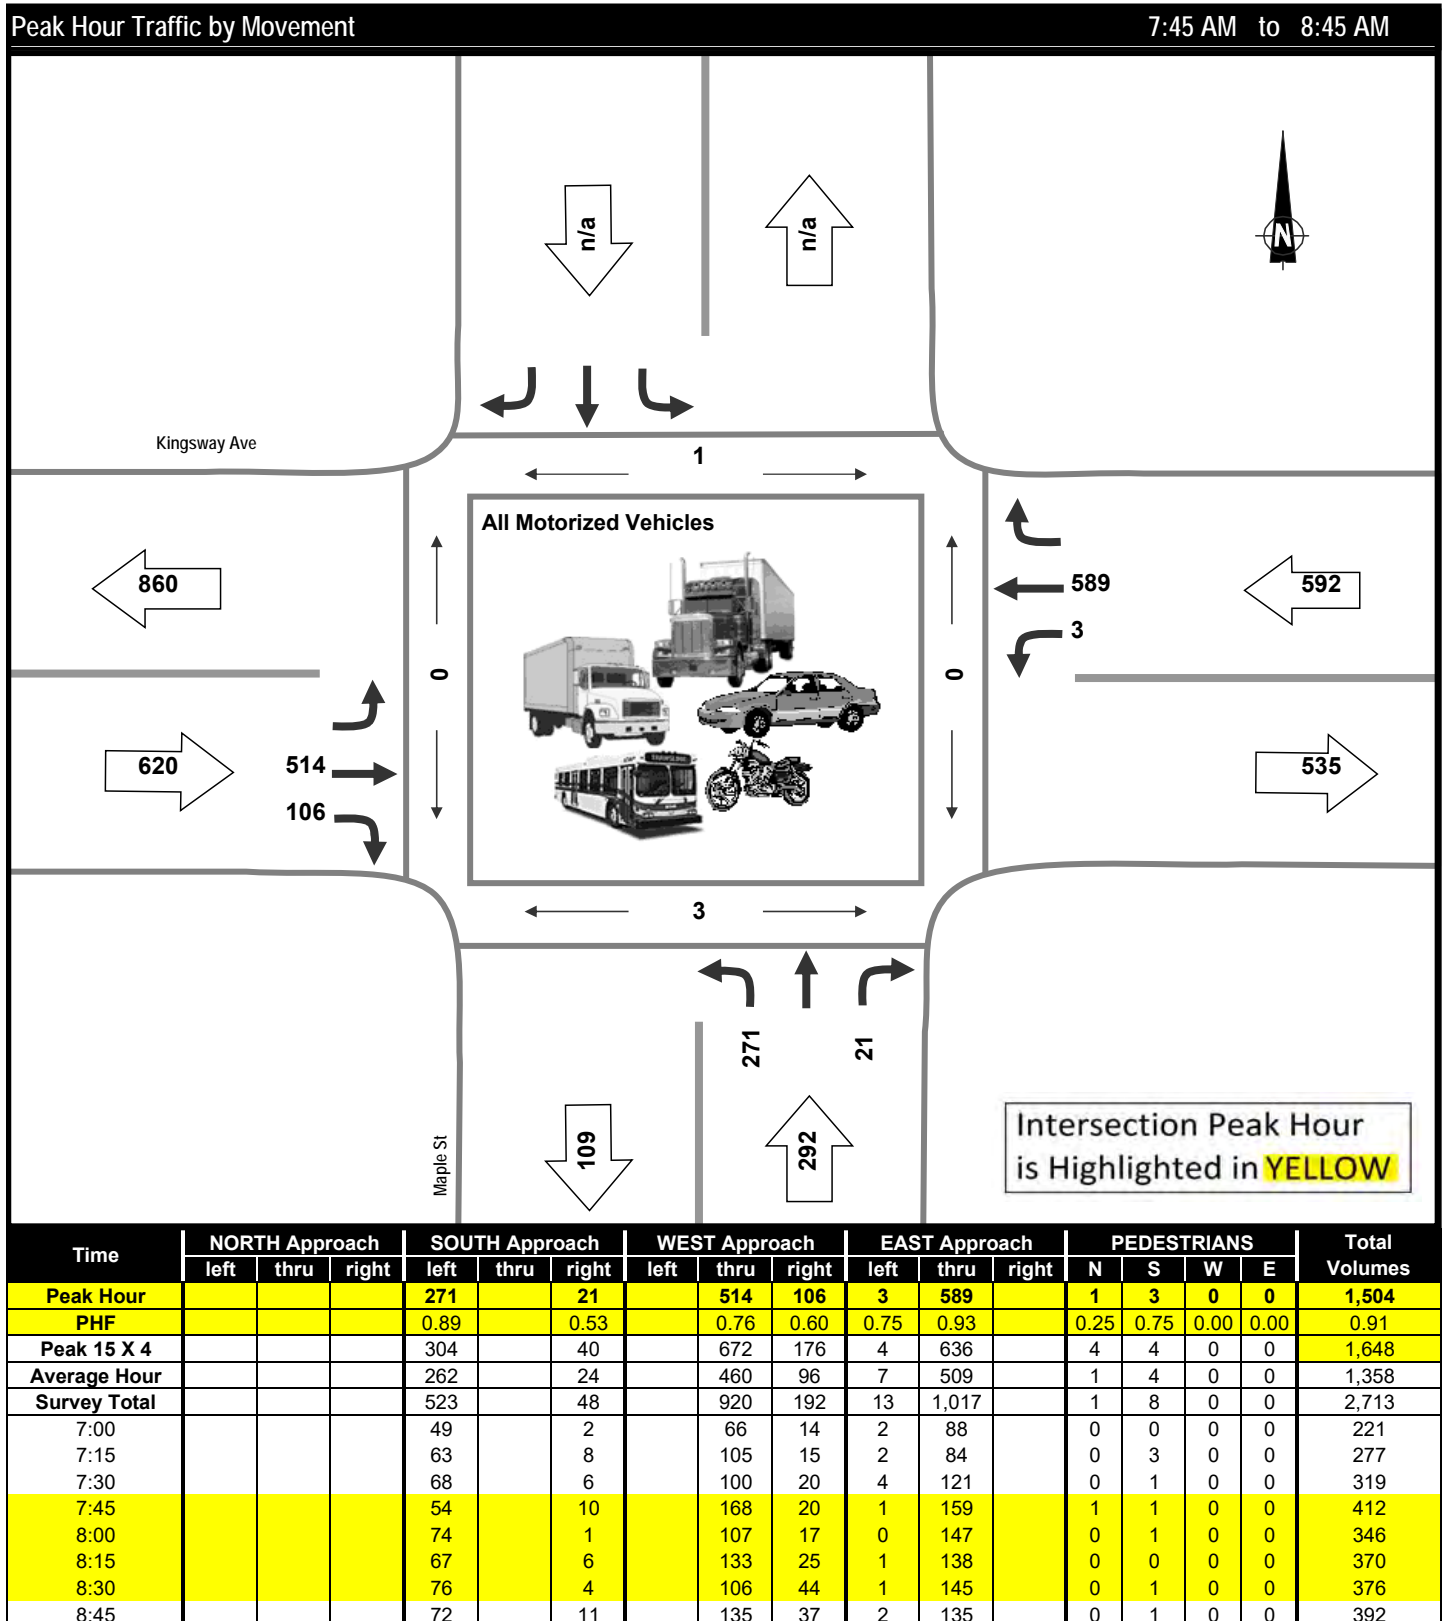 Peak Hour Traffic by Movement 7:45 AM to 8:45 AM
n/a n/a
N
Kingsway Ave
1
All Motorized Vehicles
860 589 592
3
0 0
620 514 535
106
3
271 21
Maple St 109 292
Intersection Peak Hour
is Highlighted in YELLOW
Time NORTH Approach SOUTH Approach WEST Approach EAST Approach PEDESTRIANS Total
left thru right left thru right left thru right left thru right N S W E Volumes
Peak Hour 271 21 514 106 3 589 1 3 0 0 1,504
PHF 0.89 0.53 0.76 0.60 0.75 0.93 0.25 0.75 0.00 0.00 0.91
Peak 15 X 4 304 40 672 176 4 636 4 4 0 0 1,648
Average Hour 262 24 460 96 7 509 1 4 0 0 1,358
Survey Total 523 48 920 192 13 1,017 1 8 0 0 2,713
7:00 49 2 66 14 2 88 0 0 0 0 221
7:15 63 8 105 15 2 84 0 3 0 0 277
7:30 68 6 100 20 4 121 0 1 0 0 319
7:45 54 10 168 20 1 159 1 1 0 0 412
8:00 74 1 107 17 0 147 0 1 0 0 346
8:15 67 6 133 25 1 138 0 0 0 0 370
8:30 76 4 106 44 1 145 0 1 0 0 376
8:45 72 11 135 37 2 135 0 1 0 0 392